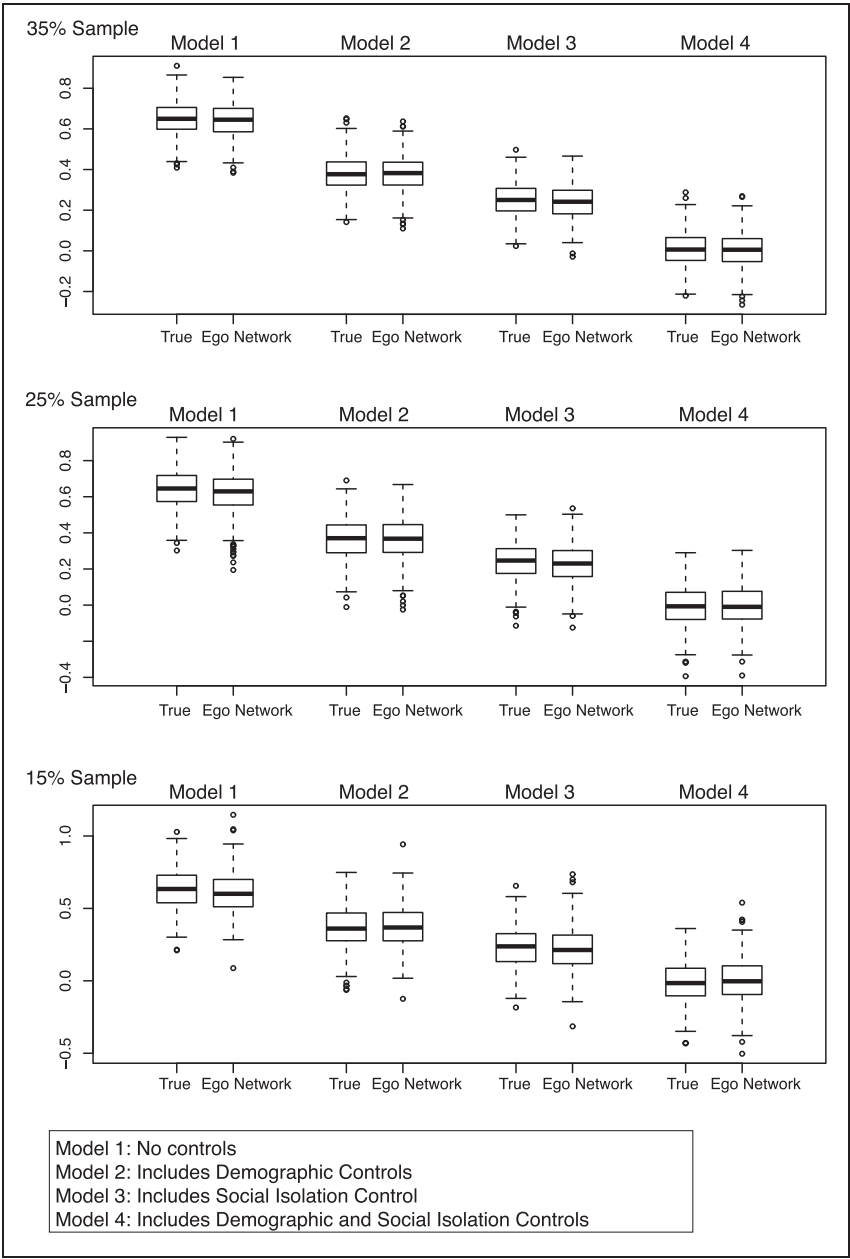 35% Sample
Model 1 Model 2 Model 3 Model 4
0.8
0.6
0.4
0.2
0.0
−0.2
True Ego Network True Ego Network True Ego Network True Ego Network
25% Sample
Model 1 Model 2 Model 3 Model 4
0.8
0.6
0.4
0.2
0.0
−0.4
True Ego Network True Ego Network True Ego Network True Ego Network
15% Sample
Model 1 Model 2 Model 3 Model 4
1.0
0.5
0.0
−0.5
True Ego Network True Ego Network True Ego Network True Ego Network
Model 1: No controls
Model 2: Includes Demographic Controls
Model 3: Includes Social Isolation Control
Model 4: Includes Demographic and Social Isolation Controls